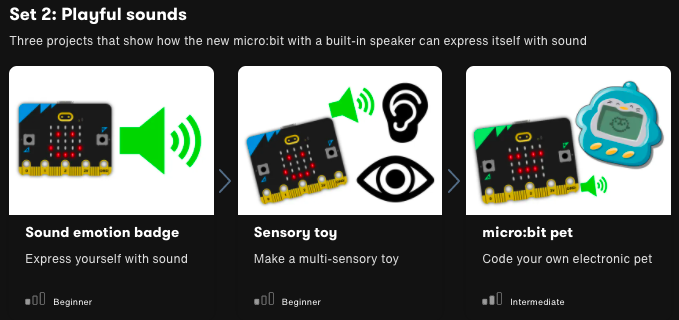 Set 2: Playful sounds
Three projects that show how the new micro:bit with a built-in speaker can express itself with sound
Sound emotion badge
Express yourself with sound
Beginner
Sensory toy
Make a multi-sensory toy
Beginner
micro:bit pet
Code your own electronic pet
Intermediate